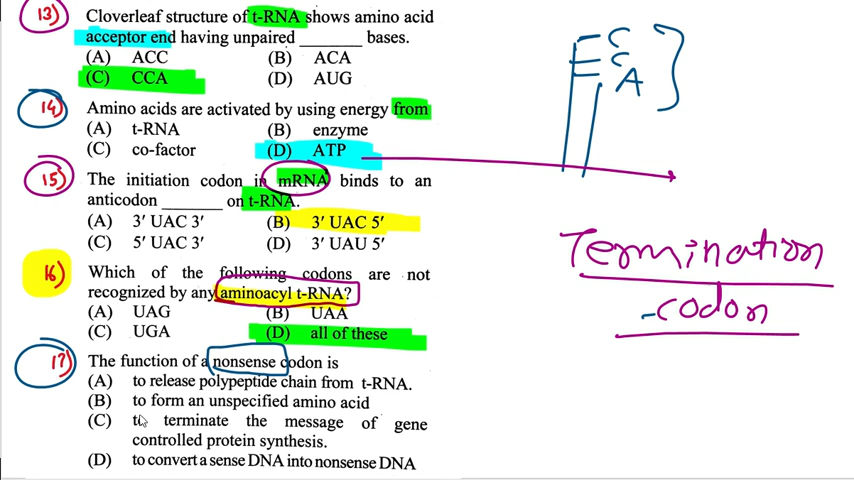 13) Cloverleaf structure of t-RNA shows amino acid
acceptor end having unpaired _______ bases.
(A) ACC (B) ACA
(C) CCA (D) AUG
14) Amino acids are activated by using energy from
(A) t-RNA (B) enzyme
(C) co-factor (D) ATP
15) The initiation codon in mRNA binds to an
anticodon _______ on t-RNA.
(A) 3′ UAC 3′ (B) 3′ UAC 5′
(C) 5′ UAC 3′ (D) 3′ UAU 5′
16) Which of the following codons are not
recognized by any aminoacyl t-RNA?
(A) UAG (B) UAA
(C) UGA (D) all of these
17) The function of a nonsense codon is
(A) to release polypeptide chain from t-RNA.
(B) to form an unspecified amino acid
(C) to terminate the message of gene
controlled protein synthesis.
(D) to convert a sense DNA into nonsense DNA
C
C
A
Termination
codon